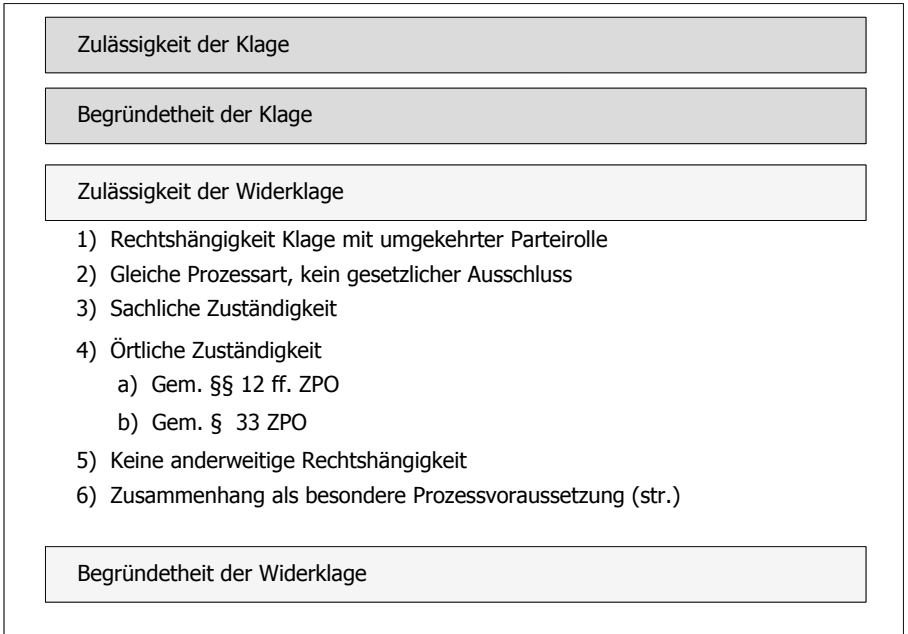 Zulässigkeit der Klage
Begründetheit der Klage
Zulässigkeit der Widerklage
1) Rechtshängigkeit Klage mit umgekehrter Parteirolle
2) Gleiche Prozessart, kein gesetzlicher Ausschluss
3) Sachliche Zuständigkeit
4) Örtliche Zuständigkeit
a) Gem. §§ 12 ff. ZPO
b) Gem. § 33 ZPO
5) Keine anderweitige Rechtshängigkeit
6) Zusammenhang als besondere Prozessvoraussetzung (str.)
Begründetheit der Widerklage